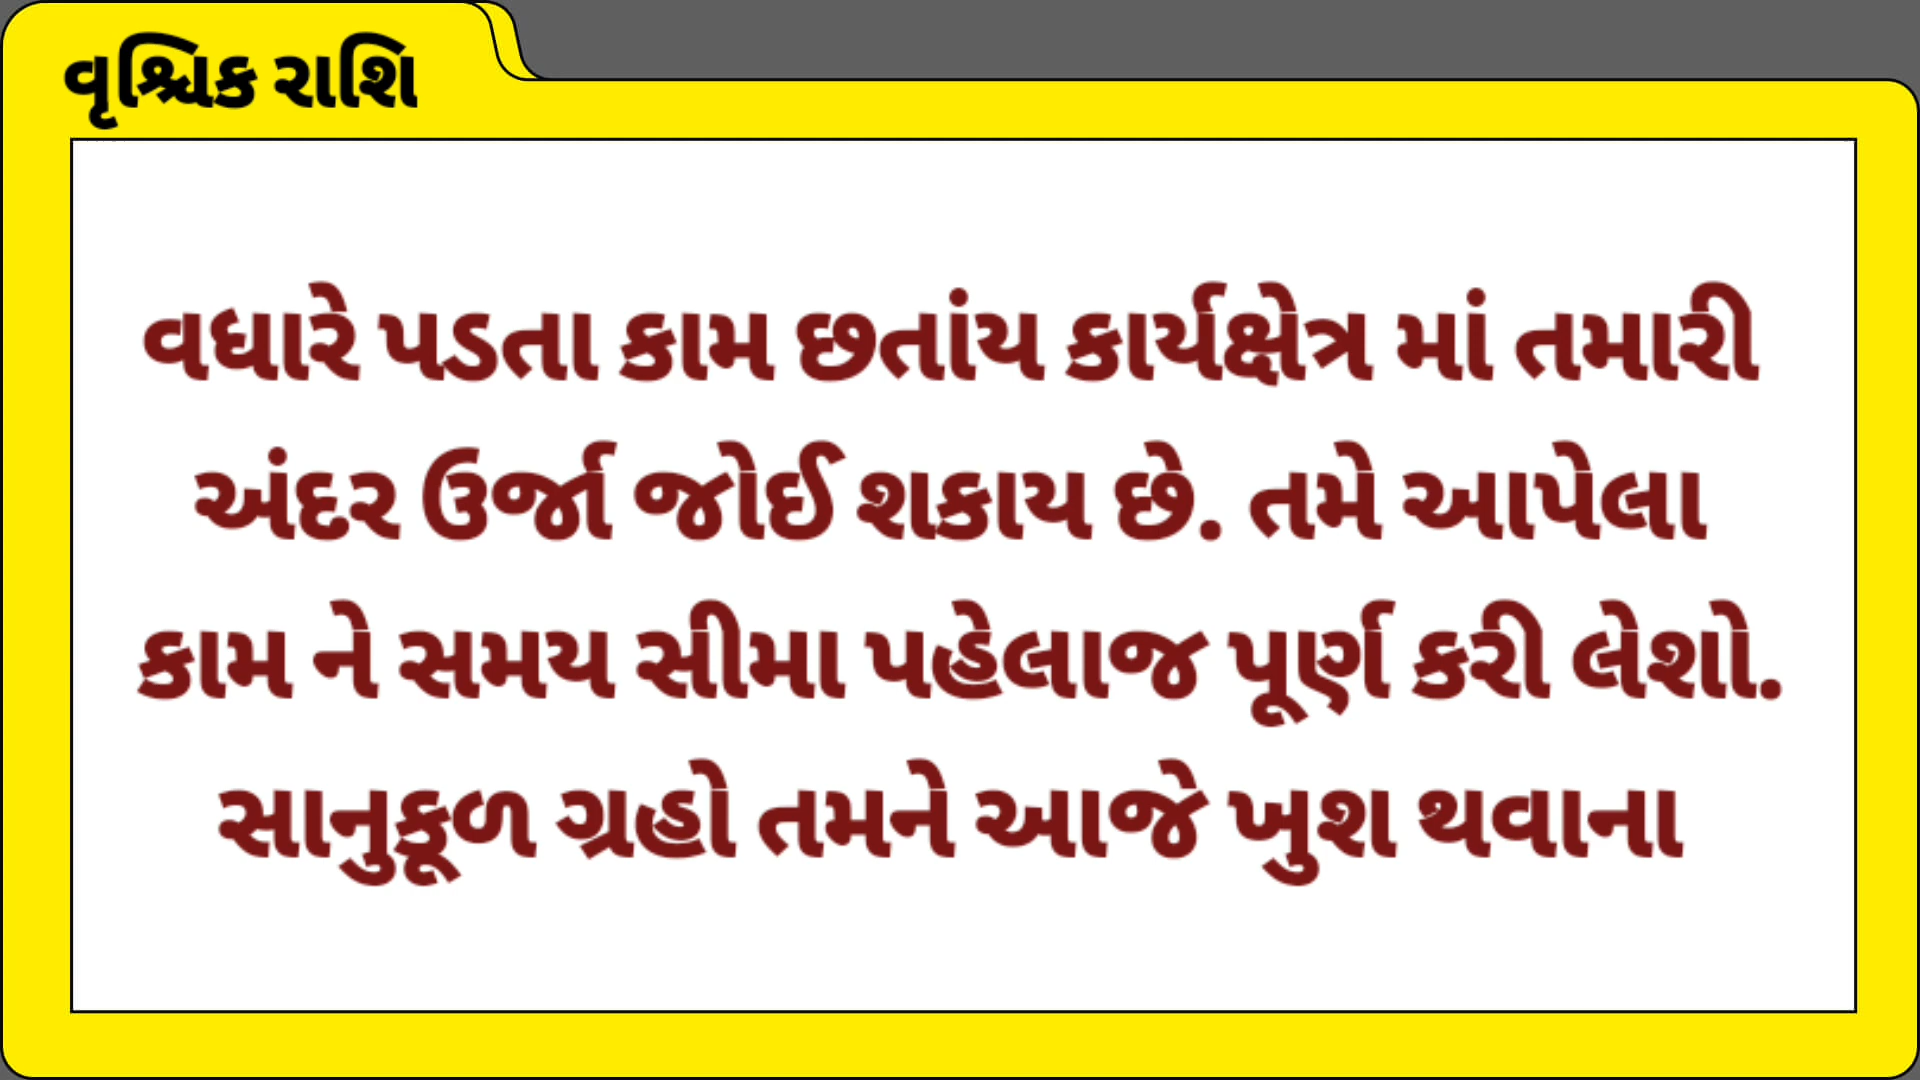 વૃશ્ચિક રાશિ
વધારે પડતા કામ છતાંય કાર્યક્ષેત્ર માં તમારી
અંદર ઉર્જા જોઈ શકાય છે. તમે આપેલા
કામ ને સમય સીમા પહેલાજ પૂર્ણ કરી લેશો.
સાનુકૂળ ગ્રહો તમને આજે ખુશ થવાના